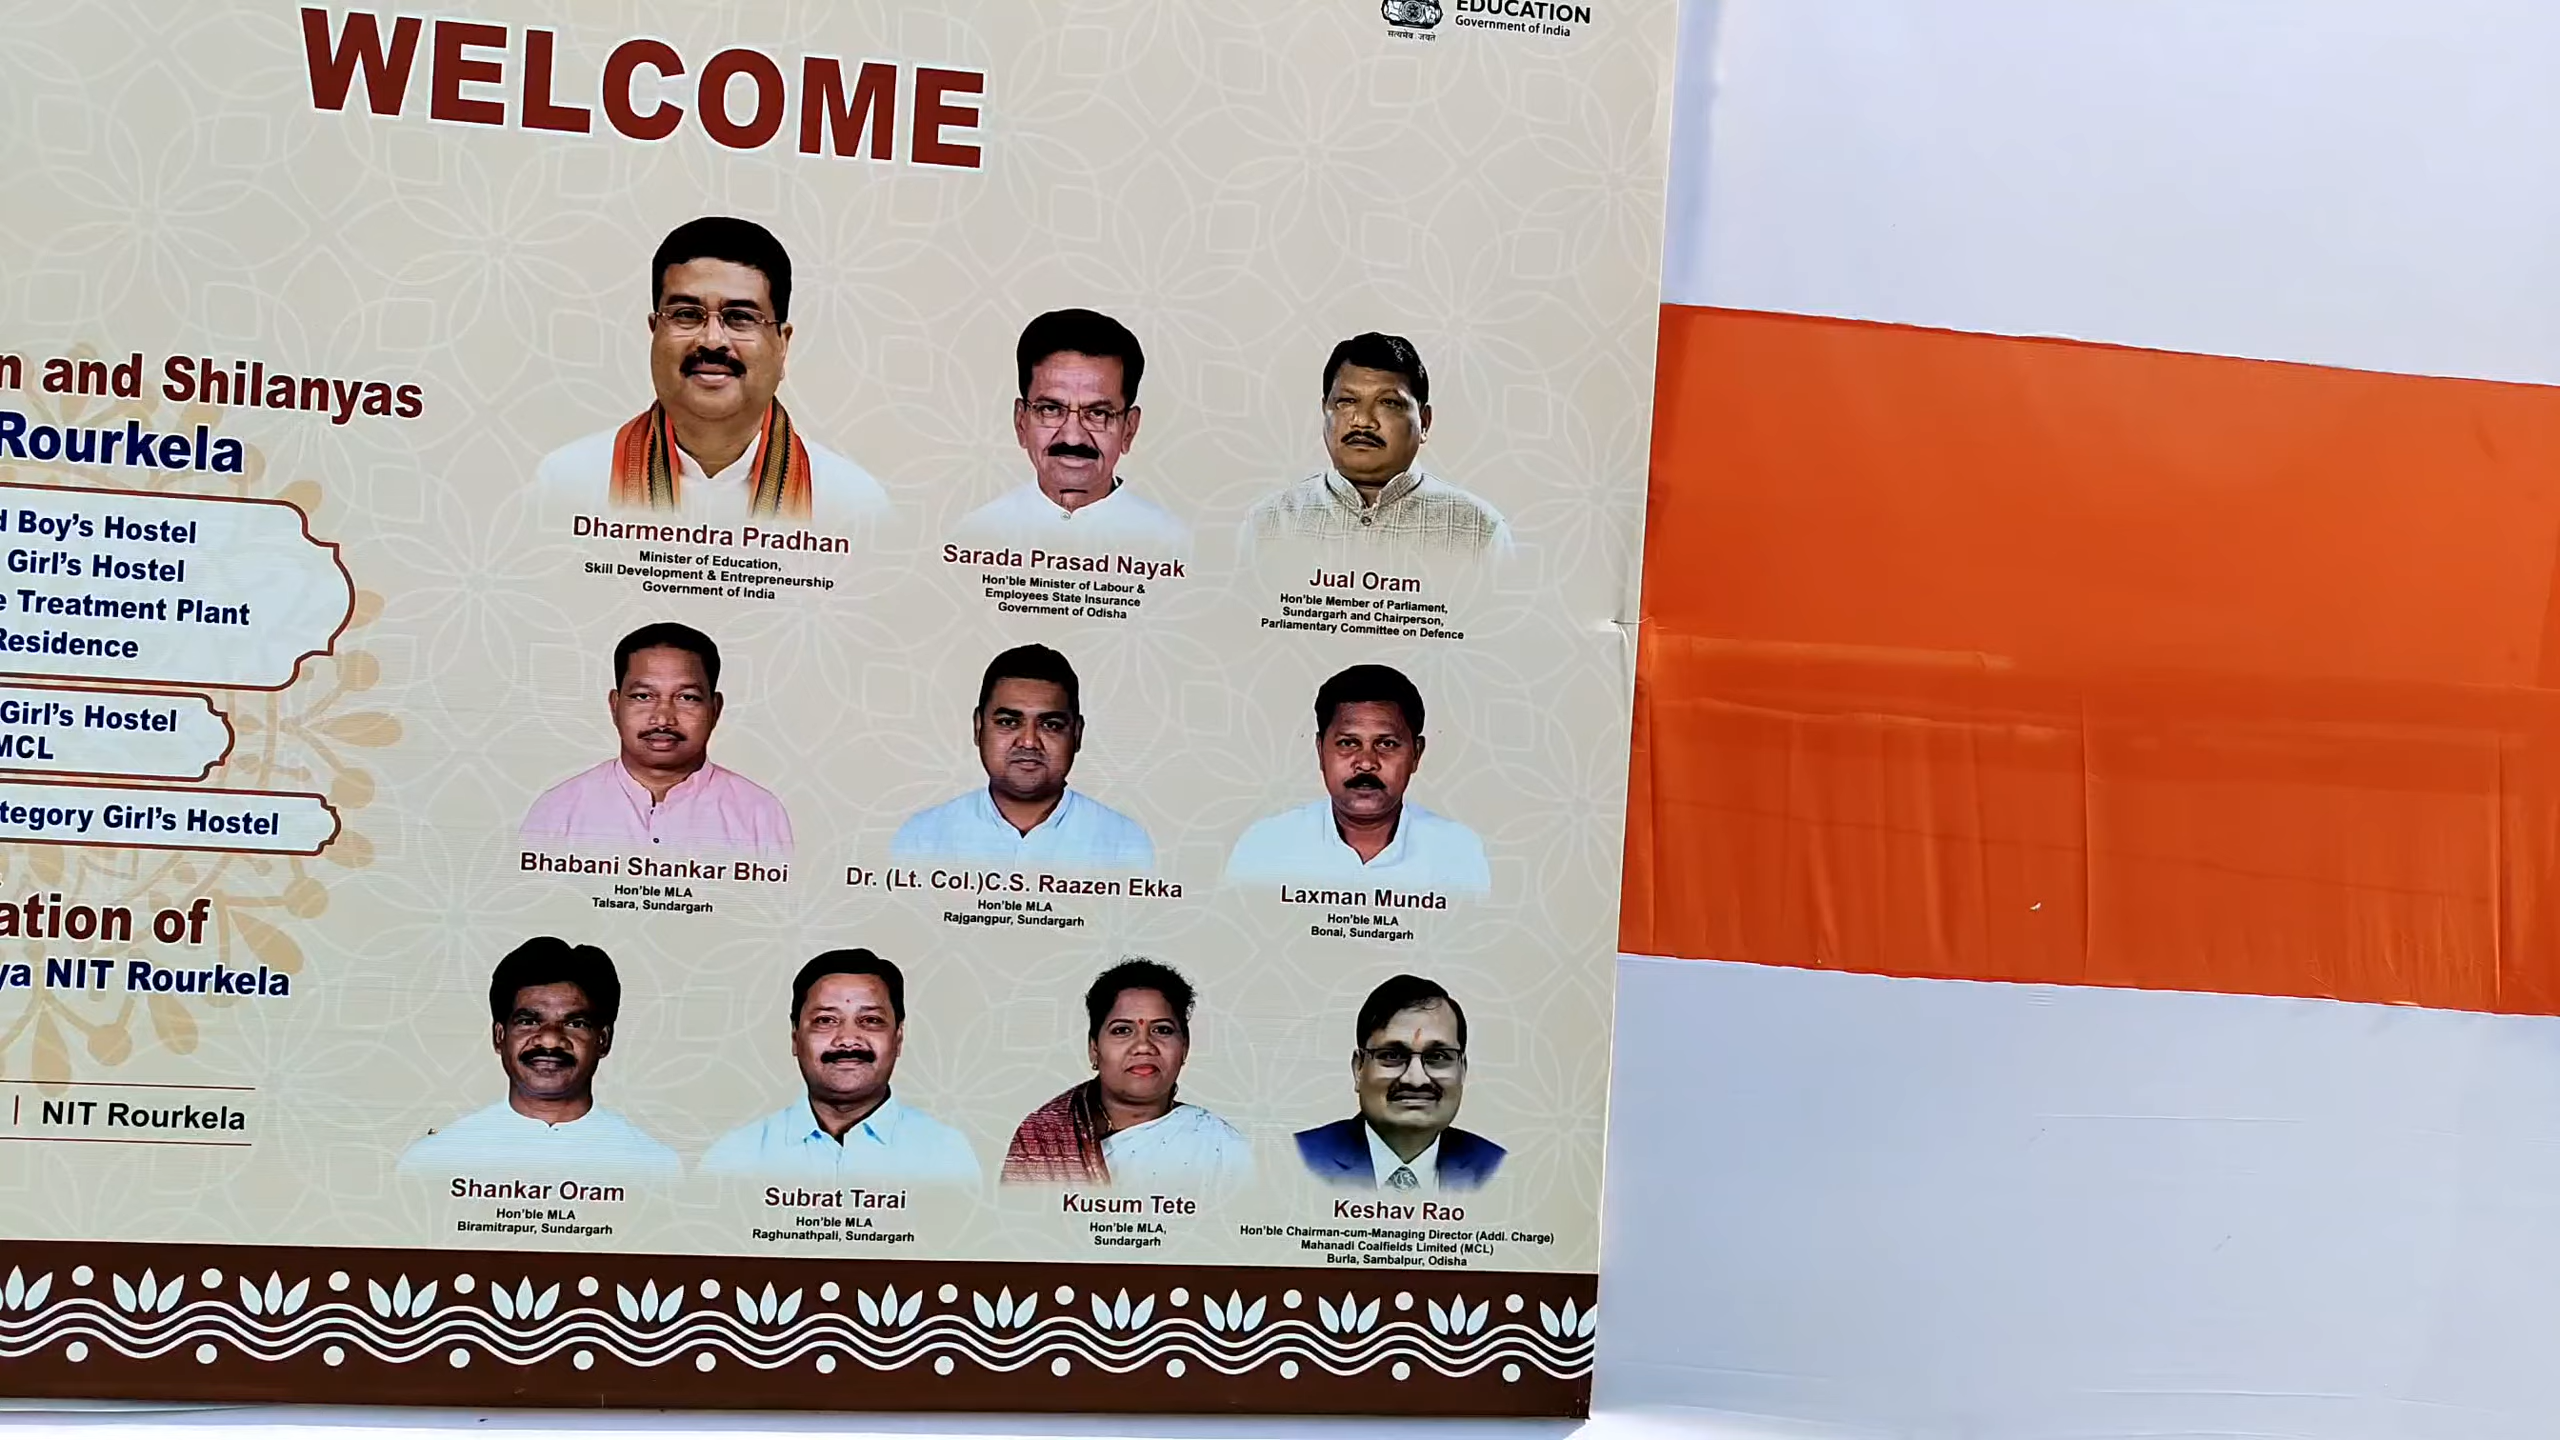 EDUCATION
Government of India
सत्यमेव जयते
WELCOME
n and Shilanyas
Rourkela
d Boy's Hostel
Girl's Hostel
e Treatment Plant
Residence
Girl's Hostel
MCL
tegory Girl's Hostel
ation of
ya NIT Rourkela
| NIT Rourkela
Dharmendra Pradhan
Minister of Education,
Skill Development & Entrepreneurship
Government of India
Sarada Prasad Nayak
Hon'ble Minister of Labour &
Employees State Insurance
Government of Odisha
Jual Oram
Hon'ble Member of Parliament,
Sundargarh and Chairperson,
Parliamentary Committee on Defence
Bhabani Shankar Bhoi
Hon'ble MLA
Talsara, Sundargarh
Dr. (Lt. Col.)C.S. Raazen Ekka
Hon'ble MLA
Rajgangpur, Sundargarh
Laxman Munda
Hon'ble MLA
Bonai, Sundargarh
Shankar Oram
Hon'ble MLA
Biramitrapur, Sundargarh
Subrat Tarai
Hon'ble MLA
Raghunathpali, Sundargarh
Kusum Tete
Hon'ble MLA,
Sundargarh
Keshav Rao
Hon'ble Chairman-cum-Managing Director (Addl. Charge)
Mahanadi Coalfields Limited (MCL)
Burla, Sambalpur, Odisha